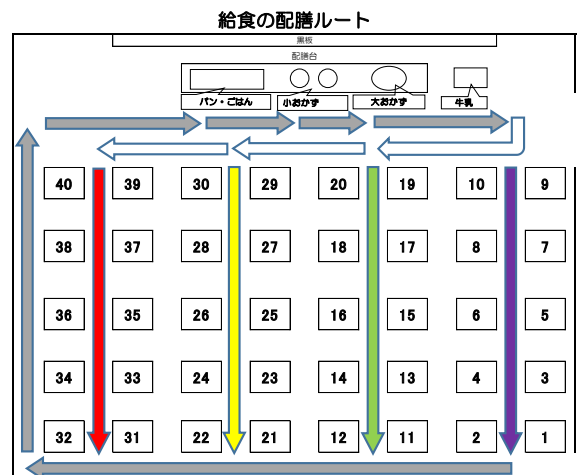 給食の配膳ルート
黒板
配膳台
パン・ごはん 小おかず 大おかず 牛乳
40 39 30 29 20 19 10 9
38 37 28 27 18 17 8 7
36 35 26 25 16 15 6 5
34 33 24 23 14 13 4 3
32 31 22 21 12 11 2 1